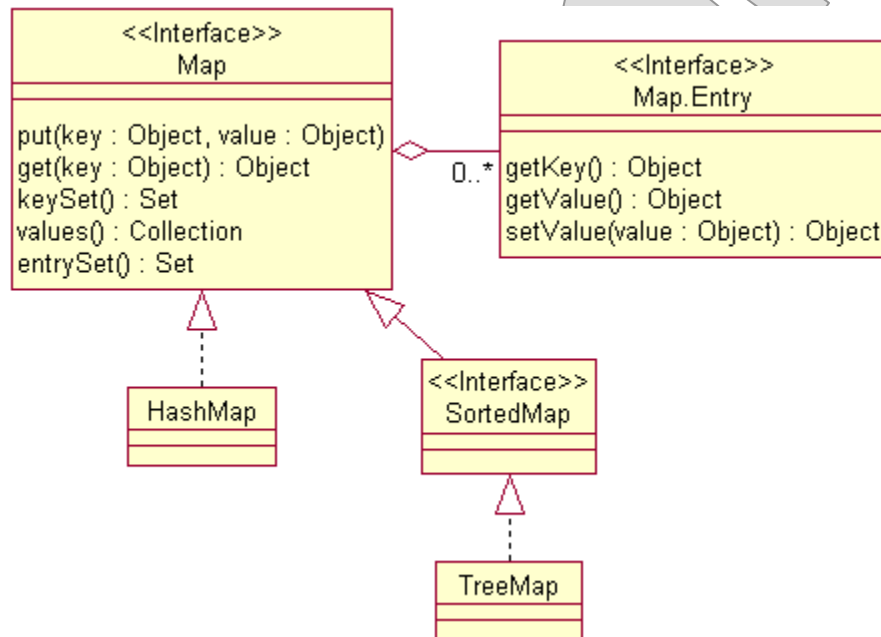 <<Interface>>
Map
put(key : Object, value : Object)
get(key : Object) : Object
keySet() : Set
values() : Collection
entrySet() : Set
0..*
<<Interface>>
Map.Entry
getKey() : Object
getValue() : Object
setValue(value : Object) : Object
HashMap
<<Interface>>
SortedMap
TreeMap